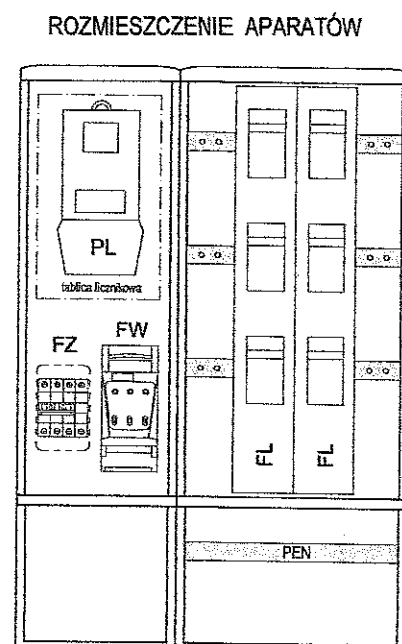 ROZMIESZCZENIE APARATÓW
PL
tablica licznikowa
FZ
FW
FL
FL
PEN